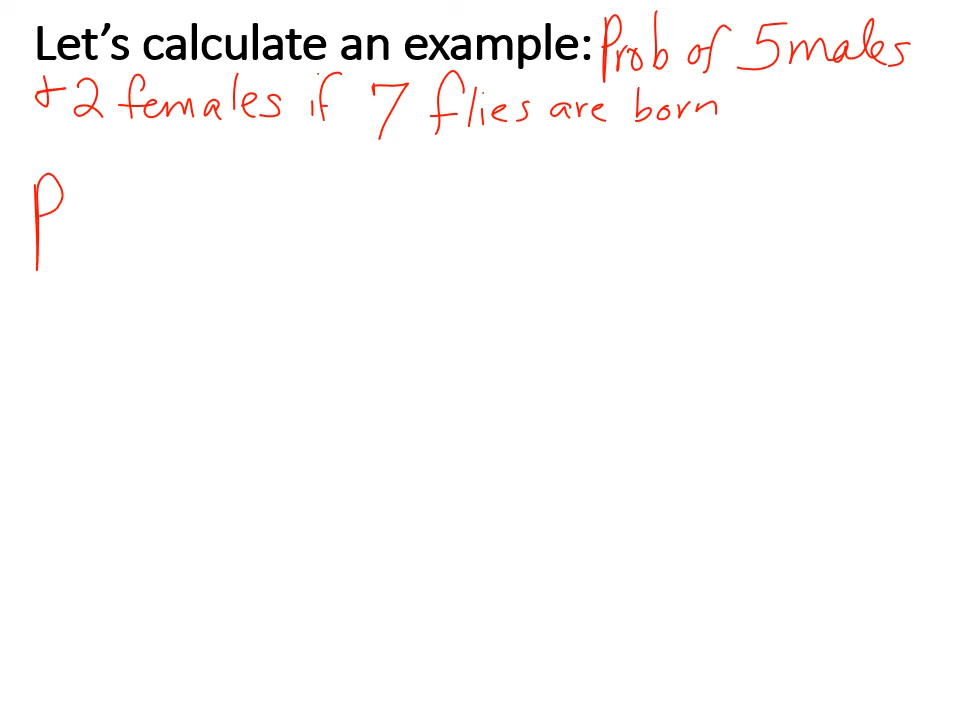 Let's calculate an example: Prob of 5 males
+ 2 females if 7 flies are born
P